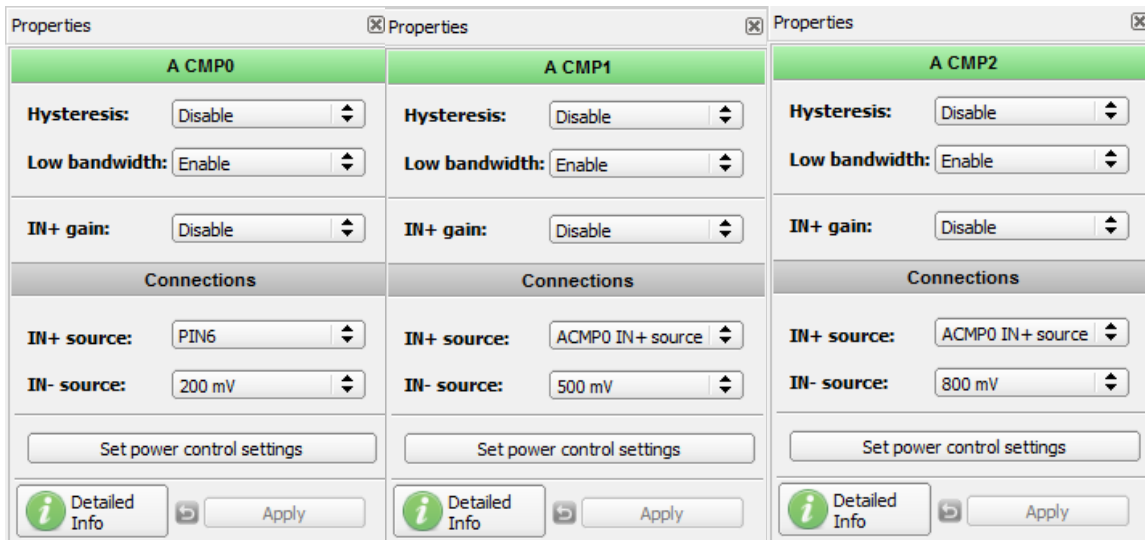 Properties
A CMP0
Hysteresis: Disable
Low bandwidth: Enable
IN+ gain: Disable
Connections
IN+ source: PIN6
IN- source: 200 mV
Set power control settings
Detailed Info
Apply
Properties
A CMP1
Hysteresis: Disable
Low bandwidth: Enable
IN+ gain: Disable
Connections
IN+ source: ACMP0 IN+ source
IN- source: 500 mV
Set power control settings
Detailed Info
Apply
Properties
A CMP2
Hysteresis: Disable
Low bandwidth: Enable
IN+ gain: Disable
Connections
IN+ source: ACMP0 IN+ source
IN- source: 800 mV
Set power control settings
Detailed Info
Apply